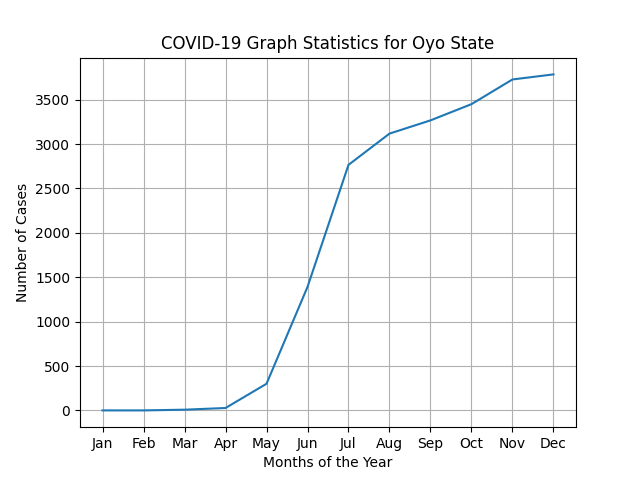 COVID-19 Graph Statistics for Oyo State
3500
3000
2500
2000
1500
1000
500
0
Number of Cases
Jan Feb Mar Apr May Jun Jul Aug Sep Oct Nov Dec
Months of the Year